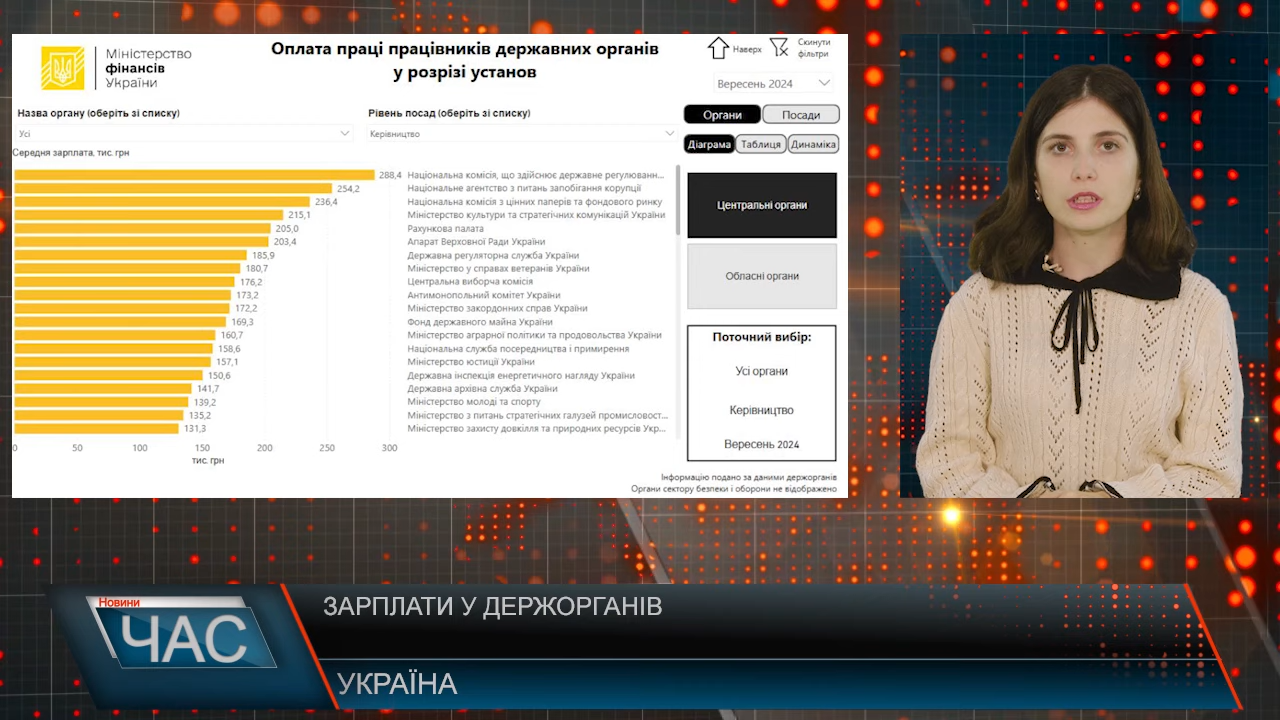 Міністерство
фінансів
України
Оплата праці працівників державних органів
у розрізі установ
Наверх
Скинути
фільтри
Вересень 2024
Назва органу (оберіть зі списку)
Усі
Рівень посад (оберіть зі списку)
Керівництво
Органи
Посади
Діаграма
Таблиця
Динаміка
Середня зарплата, тис. грн
288,4 Національна комісія, що здійснює державне регулюванн...
254,2 Національне агентство з питань запобігання корупції
236,4 Національна комісія з цінних паперів та фондового ринку
215,1 Міністерство культури та стратегічних комунікацій України
205,0 Рахункова палата
203,4 Апарат Верховної Ради України
185,9 Державна регуляторна служба України
180,7 Міністерство у справах ветеранів України
176,2 Центральна виборча комісія
173,2 Антимонопольний комітет України
172,2 Міністерство закордонних справ України
169,3 Фонд державного майна України
160,7 Міністерство аграрної політики та продовольства України
158,6 Національна служба посередництва і примирення
157,1 Міністерство юстиції України
150,6 Державна інспекція енергетичного нагляду України
141,7 Державна архівна служба України
139,2 Міністерство молоді та спорту
135,2 Міністерство з питань стратегічних галузей промисловост...
131,3 Міністерство захисту довкілля та природних ресурсів Укр...
0 50 100 150 200 250 300
тис. грн
Центральні органи
Обласні органи
Поточний вибір:
Усі органи
Керівництво
Вересень 2024
Інформацію подано за даними держорганів
Органи сектору безпеки і оборони не відображено
Новини
ЧАС
ЗАРПЛАТИ У ДЕРЖОРГАНІВ
УКРАЇНА